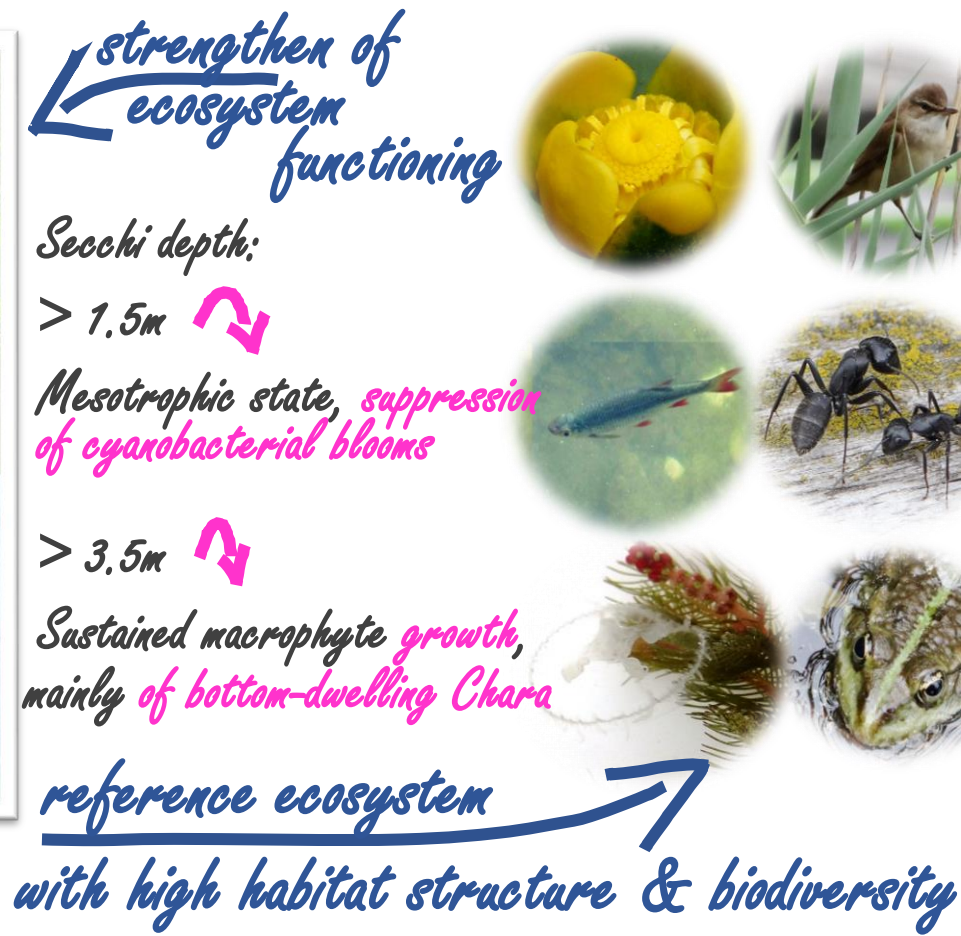 strengthen of
ecosystem
functioning
Secchi depth:
> 1.5m
Mesotrophic state, suppression
of cyanobacterial blooms
> 3.5m
Sustained macrophyte growth,
mainly of bottom-dwelling Chara
reference ecosystem
with high habitat structure & biodiversity